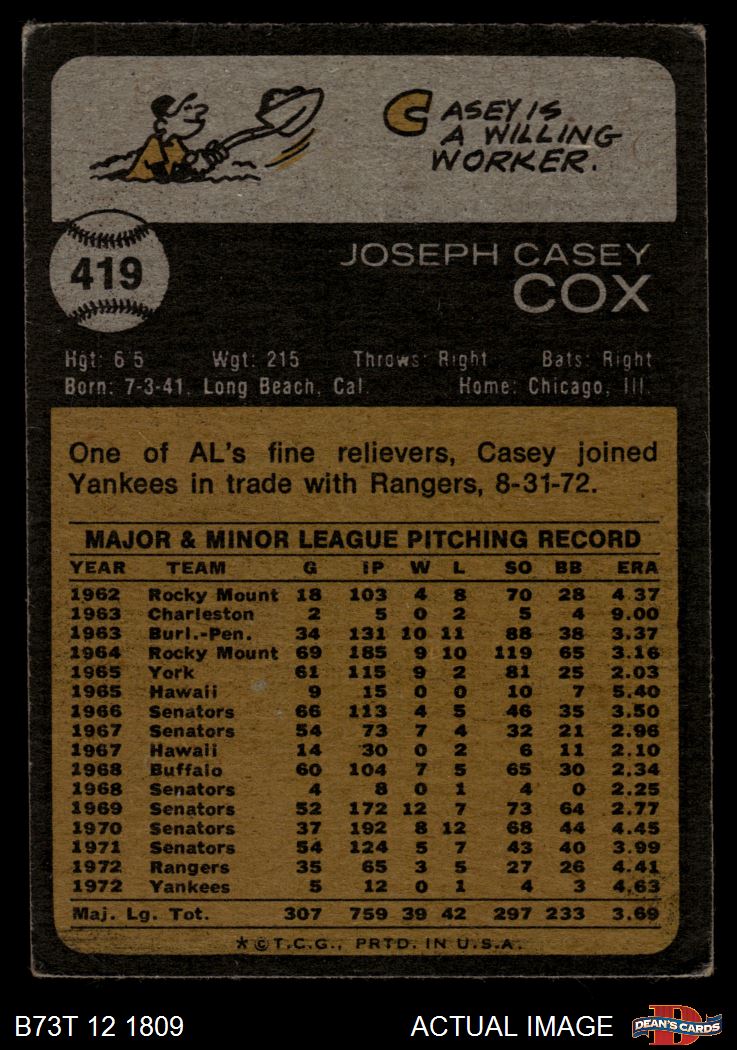 CASEY IS
A WILLING
WORKER.
419
JOSEPH CASEY
COX
Hgt: 6'5 Wgt: 215 Throws: Right Bats: Right
Born: 7-3-41, Long Beach, Cal. Home: Chicago, Ill.
One of AL's fine relievers, Casey joined
Yankees in trade with Rangers, 8-31-72.
MAJOR & MINOR LEAGUE PITCHING RECORD
YEAR TEAM G IP W L SO BB ERA
1962 Rocky Mount 18 103 4 8 70 28 4.37
1963 Charleston 2 5 0 2 5 4 9.00
1963 Burl.-Pen. 34 131 10 11 88 38 3.37
1964 Rocky Mount 69 185 9 10 119 65 3.16
1965 York 61 115 9 2 81 25 2.03
1965 Hawaii 9 15 0 0 10 7 5.40
1966 Senators 66 113 4 5 46 35 3.50
1967 Senators 54 73 7 4 32 21 2.96
1967 Hawaii 14 30 0 2 6 11 2.10
1968 Buffalo 60 104 7 5 65 30 2.34
1968 Senators 4 8 0 1 4 0 2.25
1969 Senators 52 172 12 7 73 64 2.77
1970 Senators 37 192 8 12 68 44 4.45
1971 Senators 54 124 5 7 43 40 3.99
1972 Rangers 35 65 3 5 27 26 4.41
1972 Yankees 5 12 0 1 4 3 4.63
Maj. Lg. Tot. 307 759 39 42 297 233 3.69
*©T.C.G., PRTD. IN U.S.A.
B73T 12 1809 ACTUAL IMAGE D DEAN'S CARDS